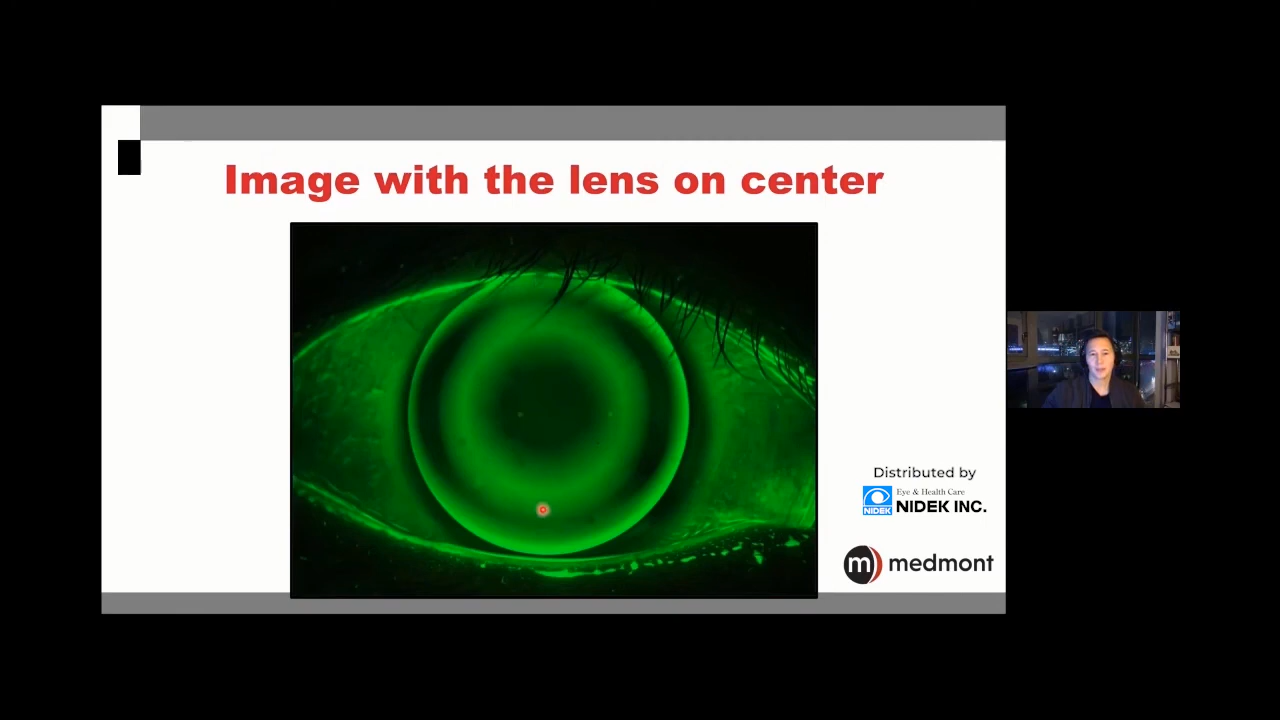 Image with the lens on center
Distributed by
Eye & Health Care
NIDEK
NIDEK INC.
m
medmont